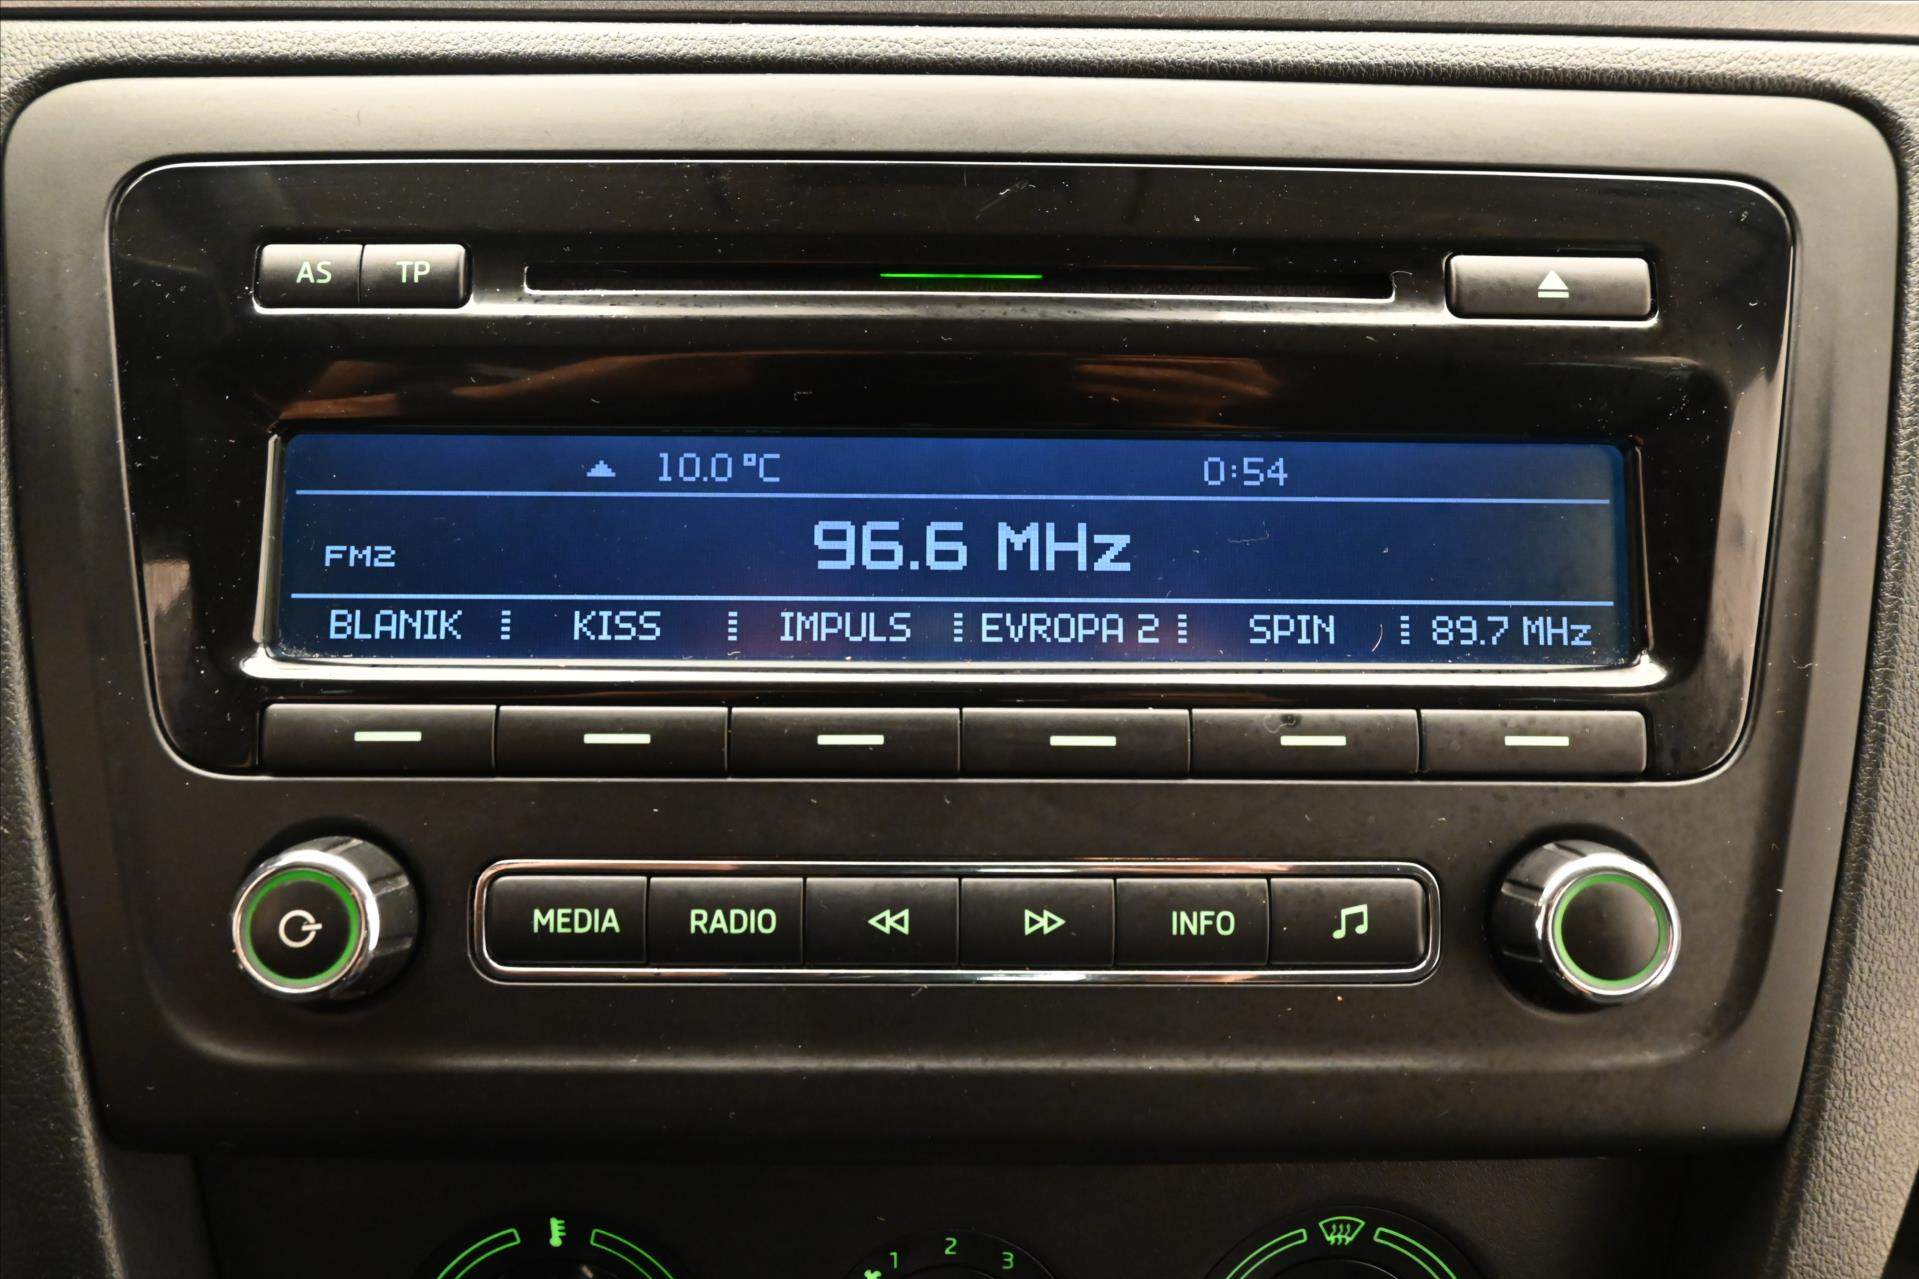 AS TP
10.0 °C 0:54
FM2 96.6 MHz
BLANIK KISS IMPULS EVROPA 2 SPIN 89.7 MHz
MEDIA RADIO INFO
1 2 3